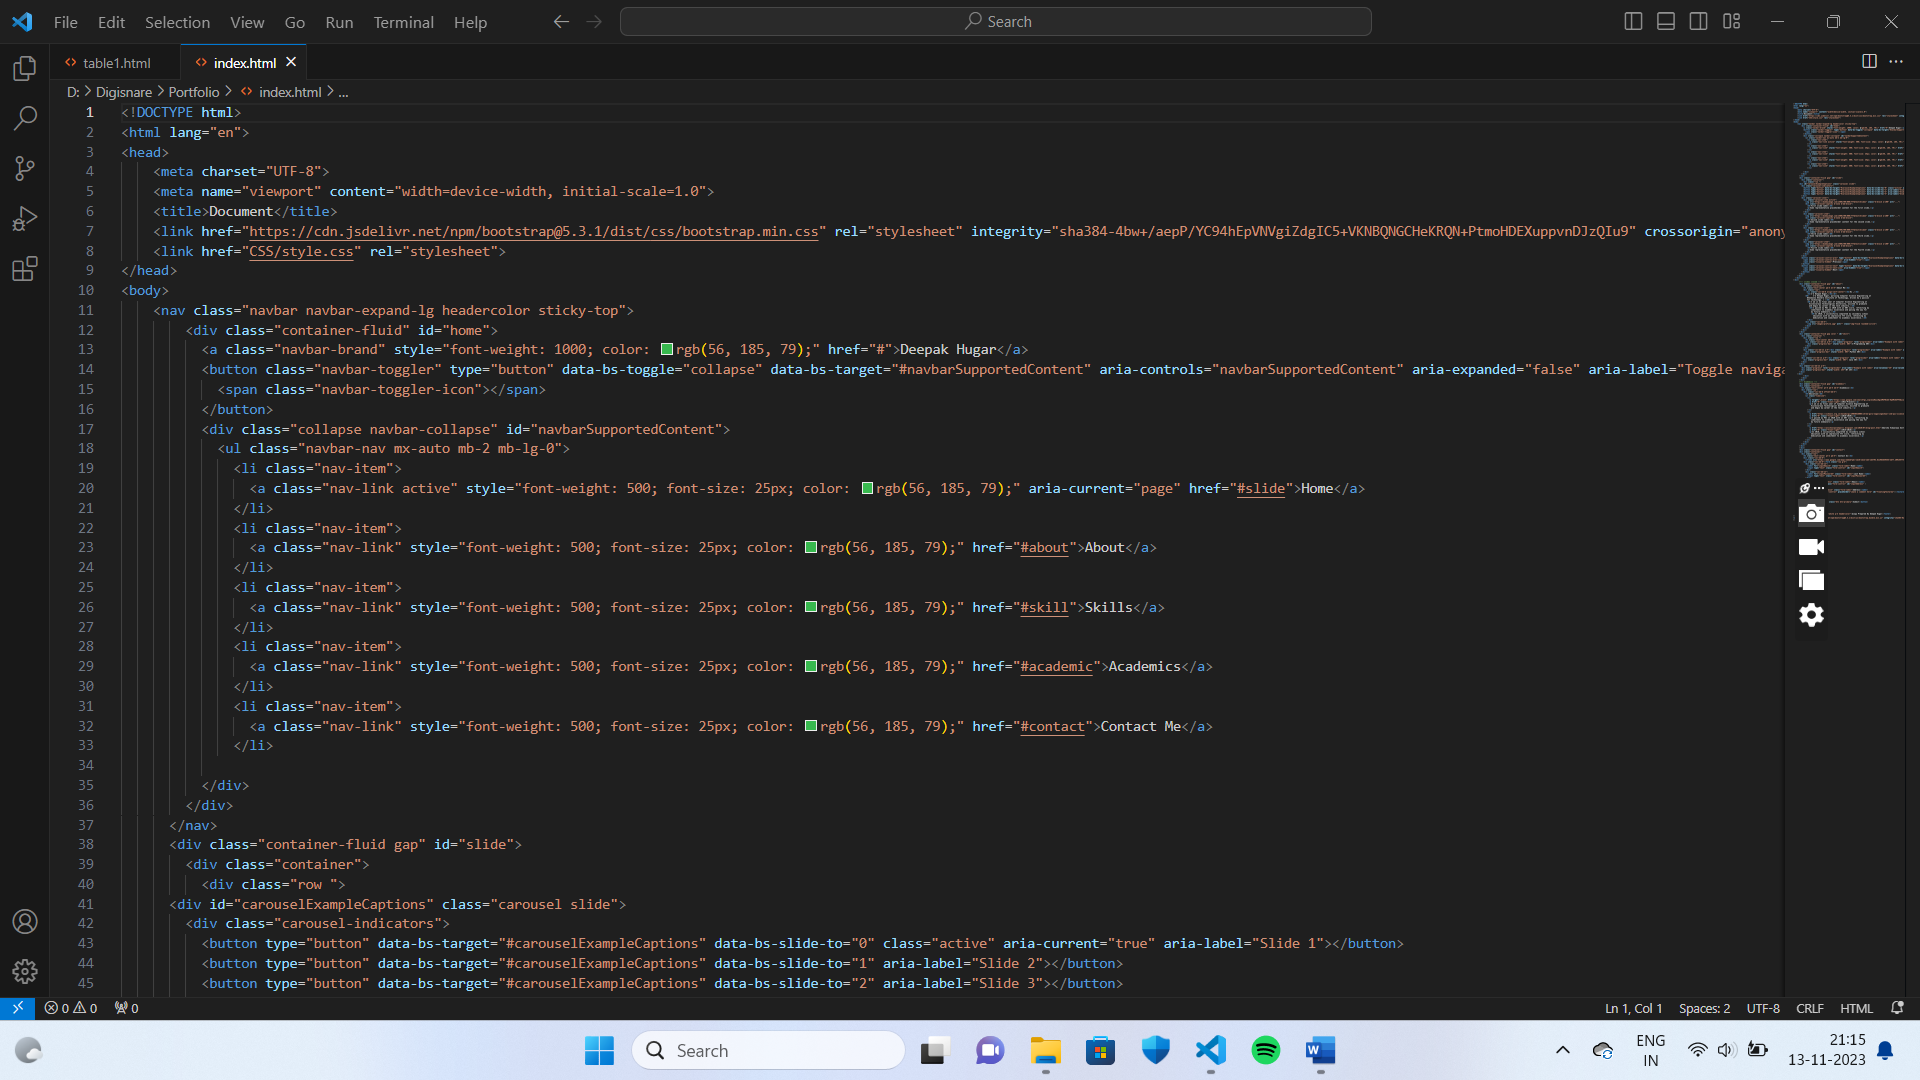 File Edit Selection View Go Run Terminal Help
Search
table1.html
index.html
D: > Digisnare > Portfolio > index.html > ...
1 <!DOCTYPE html>
2 <html lang="en">
3 <head>
4 <meta charset="UTF-8">
5 <meta name="viewport" content="width=device-width, initial-scale=1.0">
6 <title>Document</title>
7 <link href="https://cdn.jsdelivr.net/npm/bootstrap@5.3.1/dist/css/bootstrap.min.css" rel="stylesheet" integrity="sha384-4bw+/aepP/YC94hEpVNVgiZdgIC5+VKNBQNGCHeKRQN+PtmoHDEXuppvnDJzQIu9" crossorigin="anony
8 <link href="CSS/style.css" rel="stylesheet">
9 </head>
10 <body>
11 <nav class="navbar navbar-expand-lg headercolor sticky-top">
12 <div class="container-fluid" id="home">
13 <a class="navbar-brand" style="font-weight: 1000; color: rgb(56, 185, 79);" href="#">Deepak Hugar</a>
14 <button class="navbar-toggler" type="button" data-bs-toggle="collapse" data-bs-target="#navbarSupportedContent" aria-controls="navbarSupportedContent" aria-expanded="false" aria-label="Toggle naviga
15 <span class="navbar-toggler-icon"></span>
16 </button>
17 <div class="collapse navbar-collapse" id="navbarSupportedContent">
18 <ul class="navbar-nav mx-auto mb-2 mb-lg-0">
19 <li class="nav-item">
20 <a class="nav-link active" style="font-weight: 500; font-size: 25px; color: rgb(56, 185, 79);" aria-current="page" href="#slide">Home</a>
21 </li>
22 <li class="nav-item">
23 <a class="nav-link" style="font-weight: 500; font-size: 25px; color: rgb(56, 185, 79);" href="#about">About</a>
24 </li>
25 <li class="nav-item">
26 <a class="nav-link" style="font-weight: 500; font-size: 25px; color: rgb(56, 185, 79);" href="#skill">Skills</a>
27 </li>
28 <li class="nav-item">
29 <a class="nav-link" style="font-weight: 500; font-size: 25px; color: rgb(56, 185, 79);" href="#academic">Academics</a>
30 </li>
31 <li class="nav-item">
32 <a class="nav-link" style="font-weight: 500; font-size: 25px; color: rgb(56, 185, 79);" href="#contact">Contact Me</a>
33 </li>
34
35 </div>
36 </div>
37 </nav>
38 <div class="container-fluid gap" id="slide">
39 <div class="container">
40 <div class="row ">
41 <div id="carouselExampleCaptions" class="carousel slide">
42 <div class="carousel-indicators">
43 <button type="button" data-bs-target="#carouselExampleCaptions" data-bs-slide-to="0" class="active" aria-current="true" aria-label="Slide 1"></button>
44 <button type="button" data-bs-target="#carouselExampleCaptions" data-bs-slide-to="1" aria-label="Slide 2"></button>
45 <button type="button" data-bs-target="#carouselExampleCaptions" data-bs-slide-to="2" aria-label="Slide 3"></button>
0 0 0
Ln 1, Col 1 Spaces: 2 UTF-8 CRLF HTML
Search
W
ENG
IN
21:15
13-11-2023